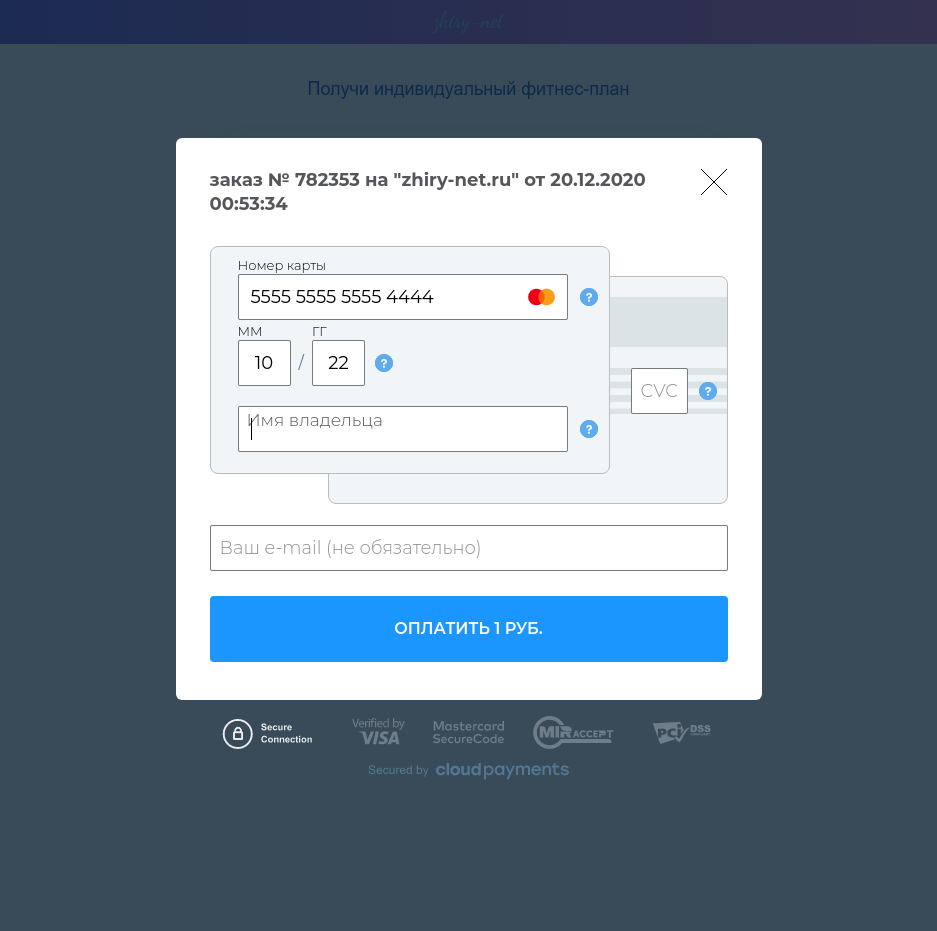 zhiry-net
Получи индивидуальный фитнес-план
заказ № 782353 на "zhiry-net.ru" от 20.12.2020
00:53:34
Номер карты
5555 5555 5555 4444
?
ММ
ГГ
10 / 22
?
CVC
?
Имя владельца
?
Ваш e-mail (не обязательно)
ОПЛАТИТЬ 1 РУБ.
Secure
Connection
Verified by
VISA
Mastercard
SecureCode
MIR ACCEPT
PCI DSS
Secured by cloudpayments